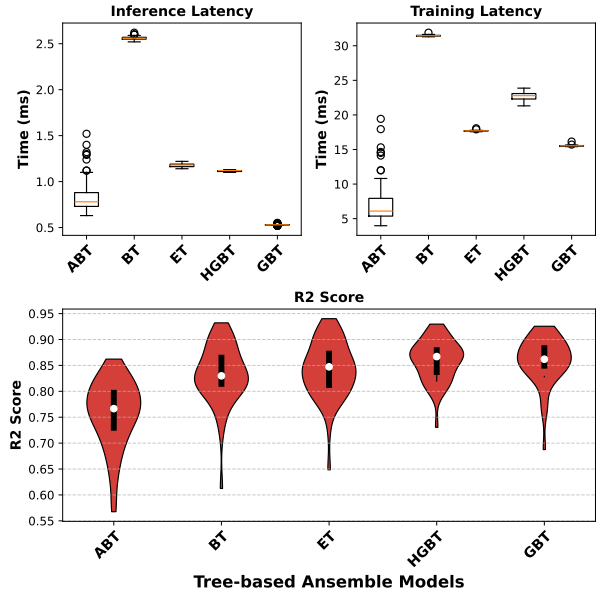 Inference Latency
Time (ms)
2.5
2.0
1.5
1.0
0.5
ABT
BT
ET
HGBT
GBT
Training Latency
Time (ms)
30
25
20
15
10
5
ABT
BT
ET
HGBT
GBT
R2 Score
R2 Score
0.95
0.90
0.85
0.80
0.75
0.70
0.65
0.60
0.55
ABT
BT
ET
HGBT
GBT
Tree-based Ansemble Models